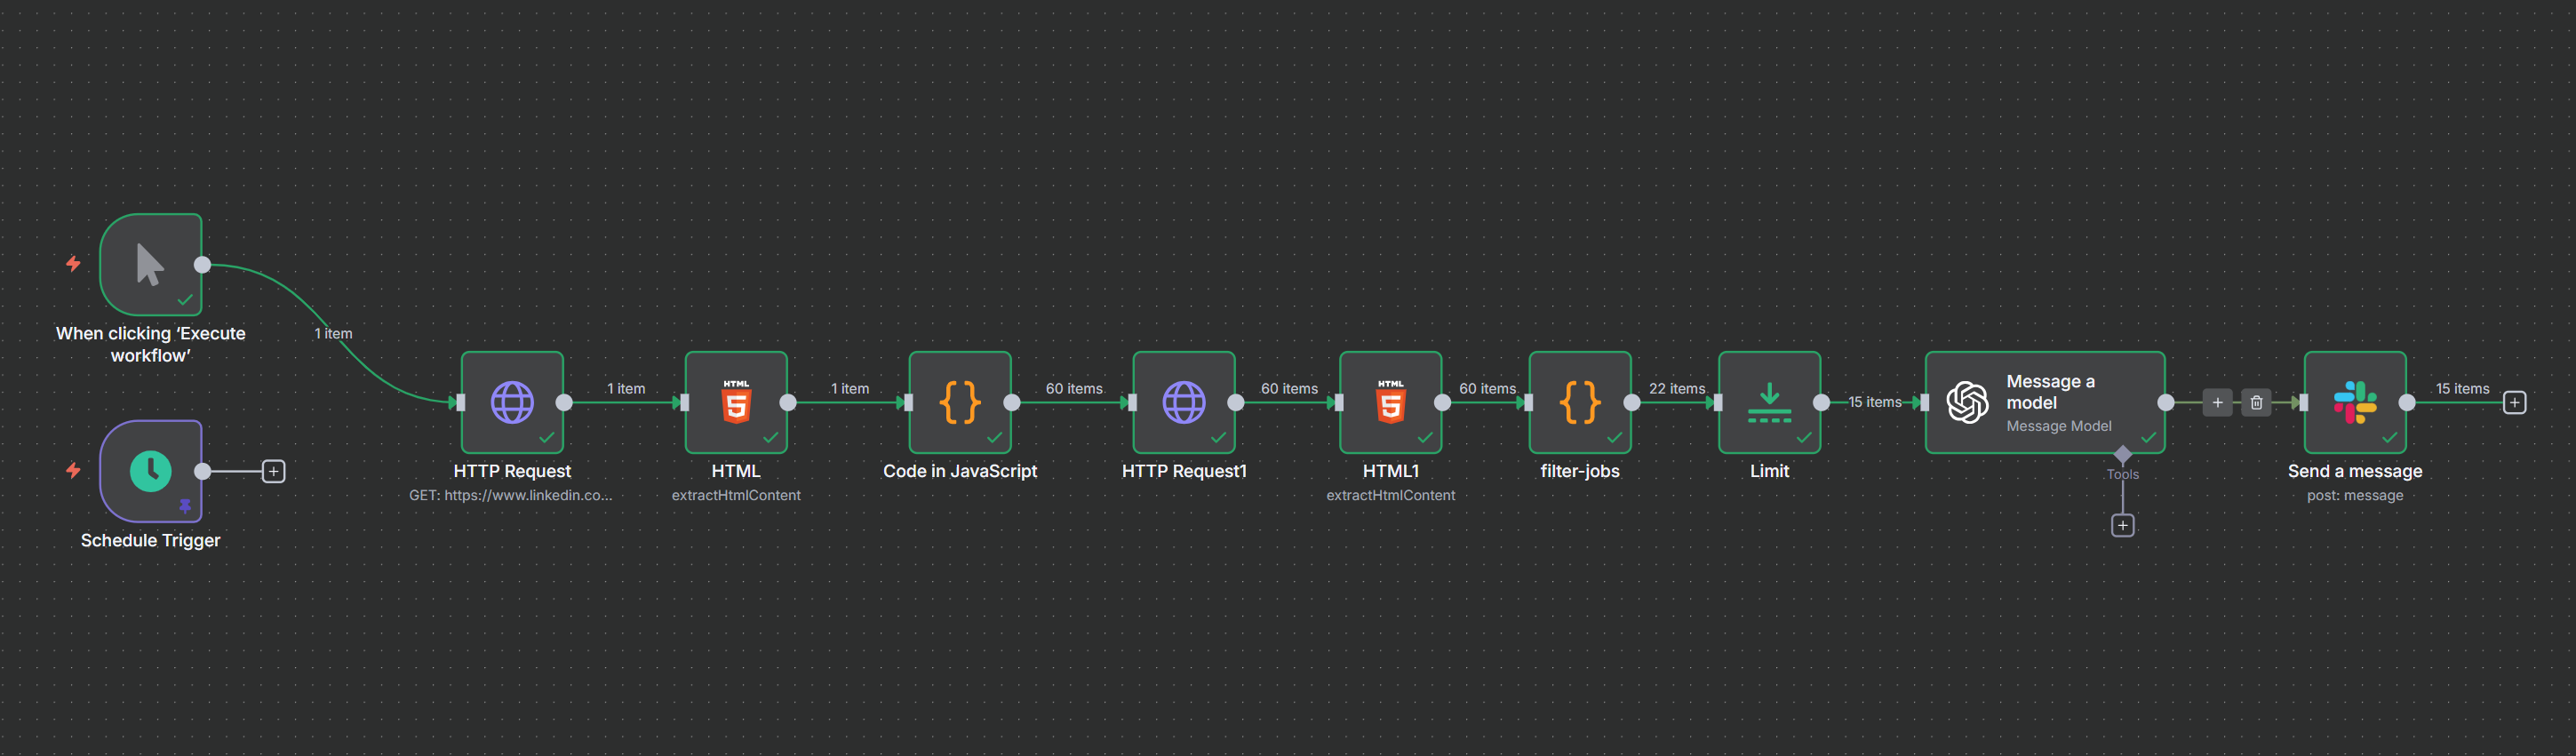 When clicking ‘Execute
workflow’
1 item
Schedule Trigger
HTTP Request
GET: https://www.linkedin.co...
1 item
HTML
HTML
extractHtmlContent
1 item
Code in JavaScript
60 items
HTTP Request1
60 items
HTML
HTML1
extractHtmlContent
60 items
filter-jobs
22 items
Limit
15 items
Message a
model
Message Model
Tools
Send a message
post: message
15 items